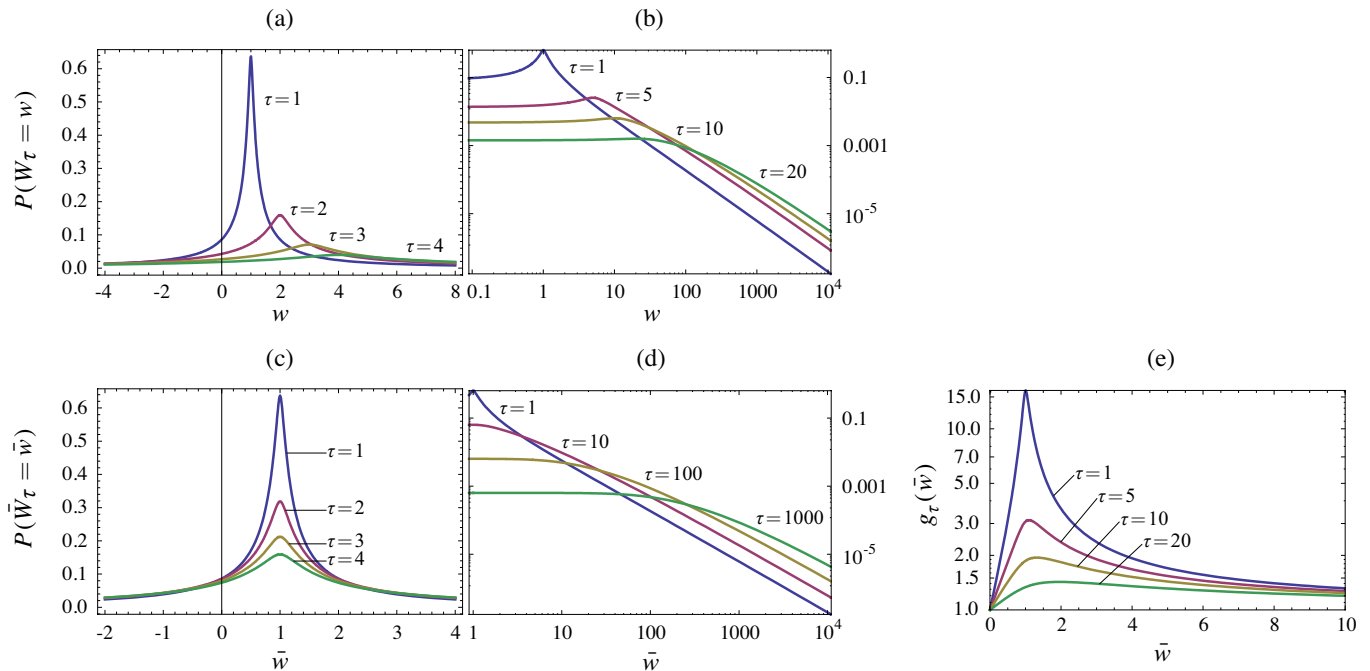 (a)
P(W_τ = w)
0.6
0.5
0.4
0.3
0.2
0.1
0.0
τ=1
τ=2
τ=3
τ=4
-4 -2 0 2 4 6 8
w
(b)
τ=1
τ=5
τ=10
τ=20
0.1
0.001
10^-5
0.1 1 10 100 1000 10^4
w
(c)
P(W̄_τ = w̄)
0.6
0.5
0.4
0.3
0.2
0.1
0.0
τ=1
τ=2
τ=3
τ=4
-2 -1 0 1 2 3 4
w̄
(d)
τ=1
τ=10
τ=100
τ=1000
0.1
0.001
10^-5
1 10 100 1000 10^4
w̄
(e)
g_τ(w̄)
15.0
10.0
7.0
5.0
3.0
2.0
1.5
1.0
τ=1
τ=5
τ=10
τ=20
0 2 4 6 8 10
w̄